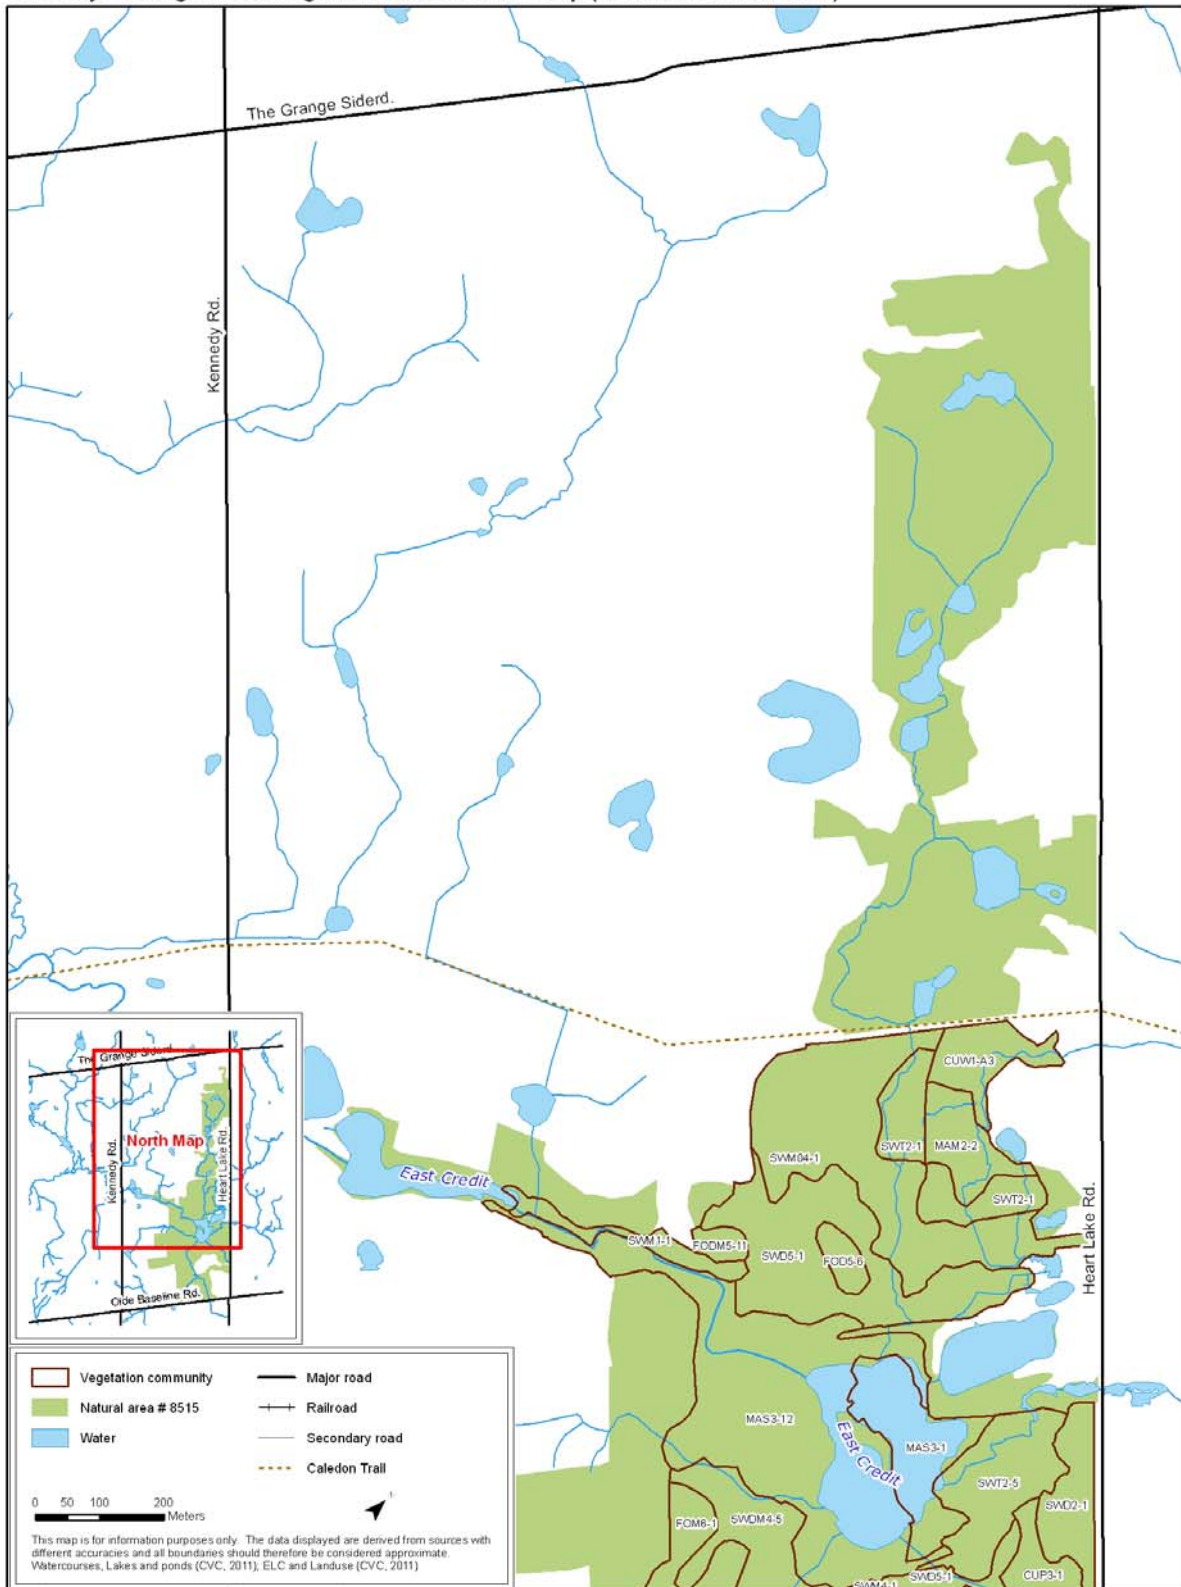 The Grange Siderd.
Kennedy Rd.
CUW1-A3
SWT2-1
MAM2-2
SWM04-1
SWT2-1
East Credit
SWM1-1
FODM5-11
SWD5-1
FOD5-6
Heart Lake Rd.
MAS3-12
MAS3-1
East Credit
SWT2-5
SWD2-1
FOM6-1
SWDM4-5
SWM4-1
SWD5-1
CUP3-1
The Grange Siderd.
North Map
Kennedy Rd.
Heart Lake Rd.
Olde Baseline Rd.
Vegetation community
Natural area # 8515
Water
Major road
Railroad
Secondary road
Caledon Trail
0 50 100 200
Meters
This map is for information purposes only. The data displayed are derived from sources with
different accuracies and all boundaries should therefore be considered approximate.
Watercourses, Lakes and ponds (CVC, 2011), ELC and Landuse (CVC, 2011)